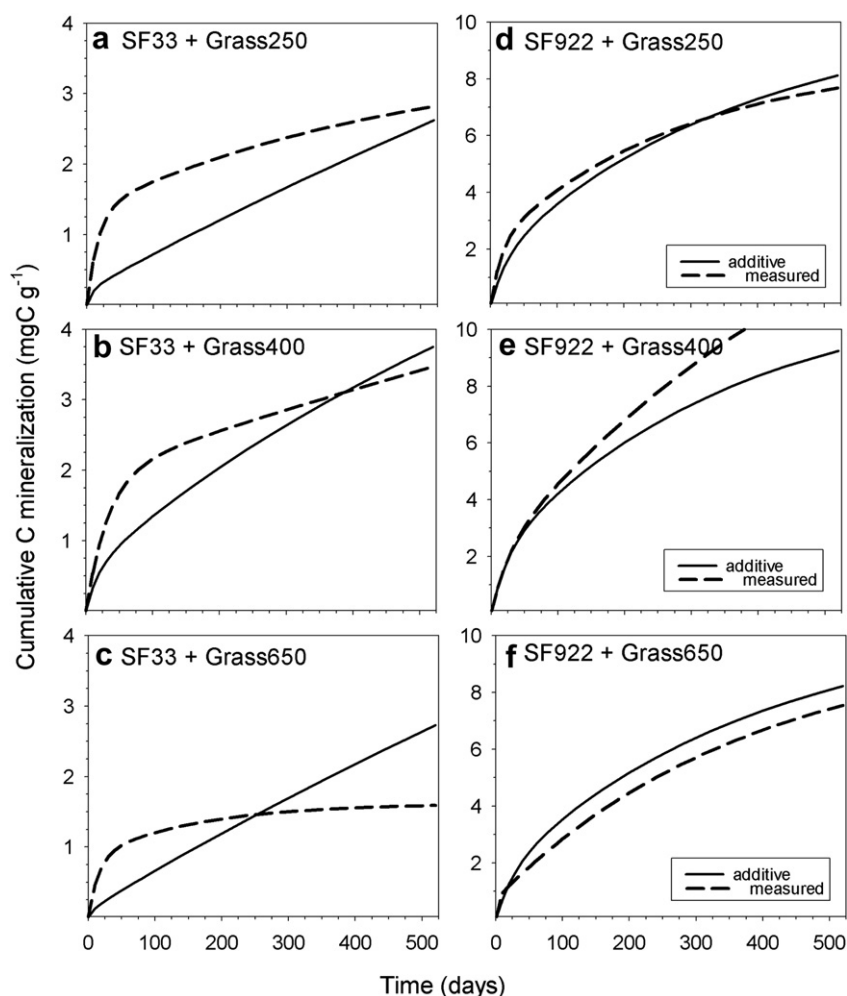 Cumulative C mineralization (mgC g⁻¹)
a SF33 + Grass250
4
3
2
1
d SF922 + Grass250
10
8
6
4
2
additive
measured
b SF33 + Grass400
4
3
2
1
e SF922 + Grass400
10
8
6
4
2
additive
measured
c SF33 + Grass650
4
3
2
1
0 100 200 300 400 500
f SF922 + Grass650
10
8
6
4
2
additive
measured
0 100 200 300 400 500
Time (days)